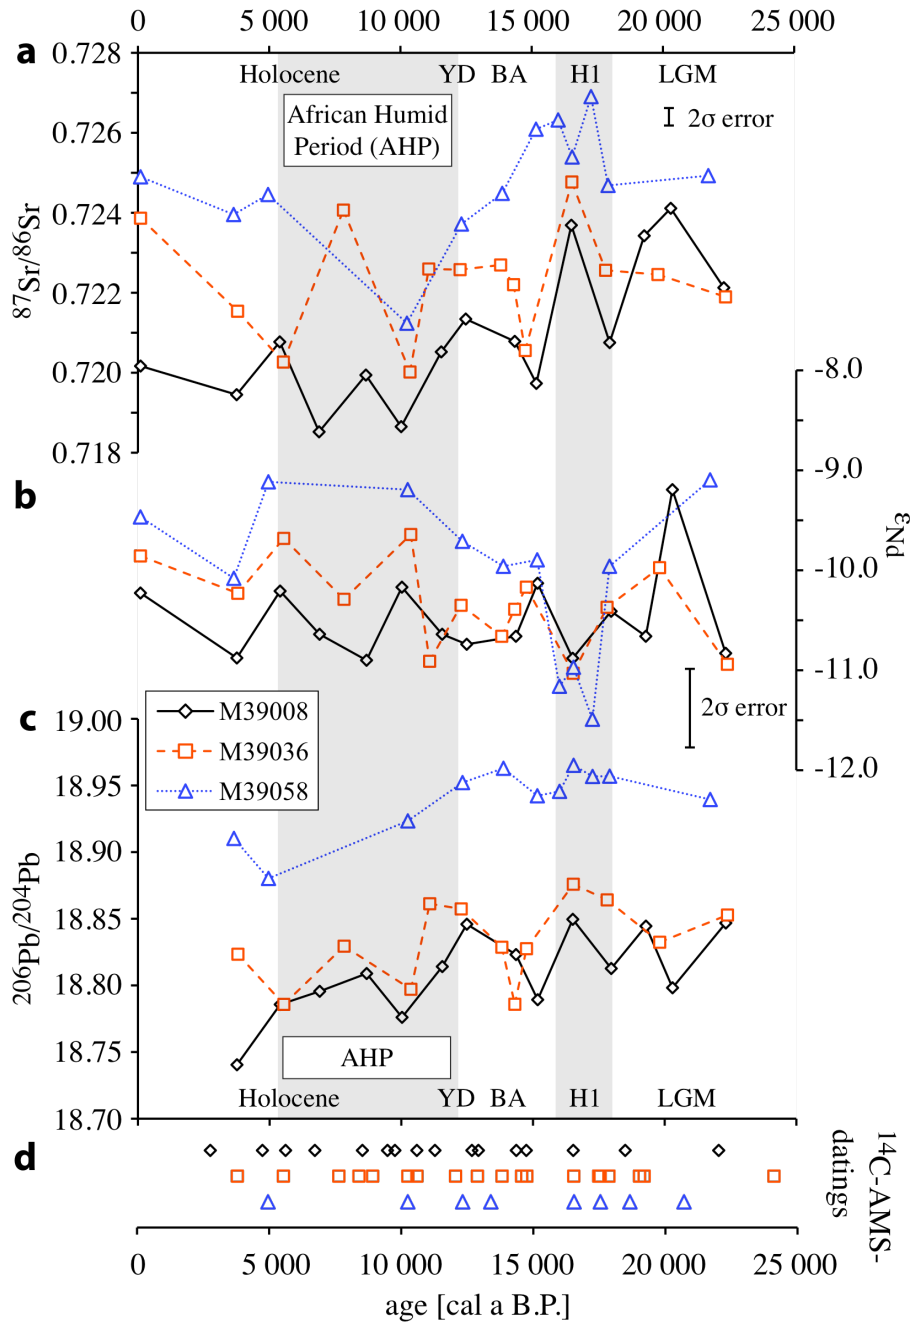 0 5 000 10 000 15 000 20 000 25 000
a
0.728
Holocene YD BA H1 LGM
African Humid
Period (AHP)
2σ error
0.726
0.724
0.722
0.720
0.718
87Sr/86Sr
b
-8.0
-9.0
-10.0
-11.0
-12.0
εNd
2σ error
c
M39008
M39036
M39058
19.00
18.95
18.90
18.85
18.80
18.75
18.70
206Pb/204Pb
AHP
Holocene YD BA H1 LGM
d
14C-AMS-
datings
0 5 000 10 000 15 000 20 000 25 000
age [cal a B.P.]